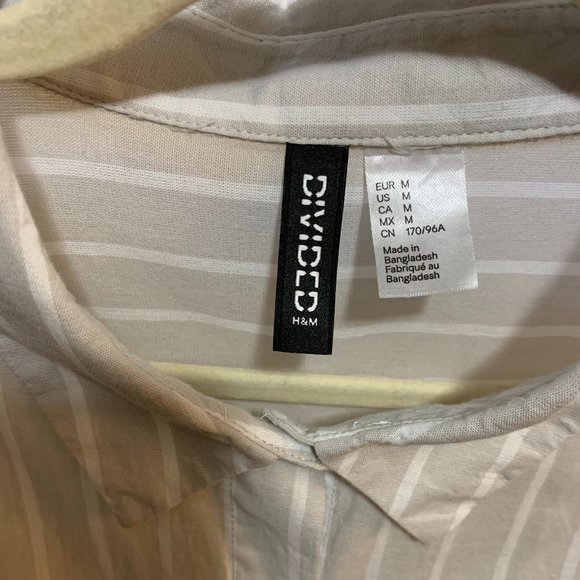 DIVIDED
H&M
EUR M
US M
CA M
MX M
CN 170/96A
Made in
Bangladesh
Fabriqué au
Bangladesh